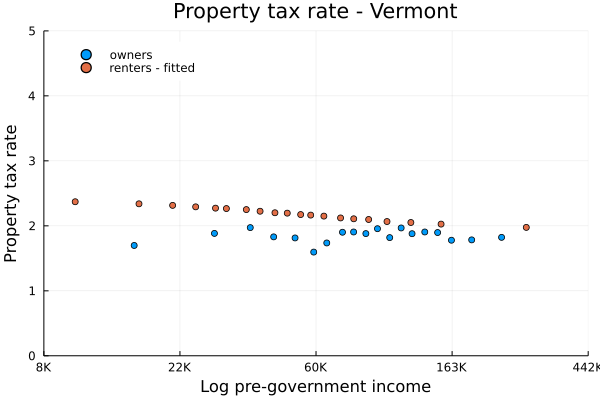 Property tax rate - Vermont
owners
renters - fitted
Property tax rate
5
4
3
2
1
0
8K 22K 60K 163K 442K
Log pre-government income